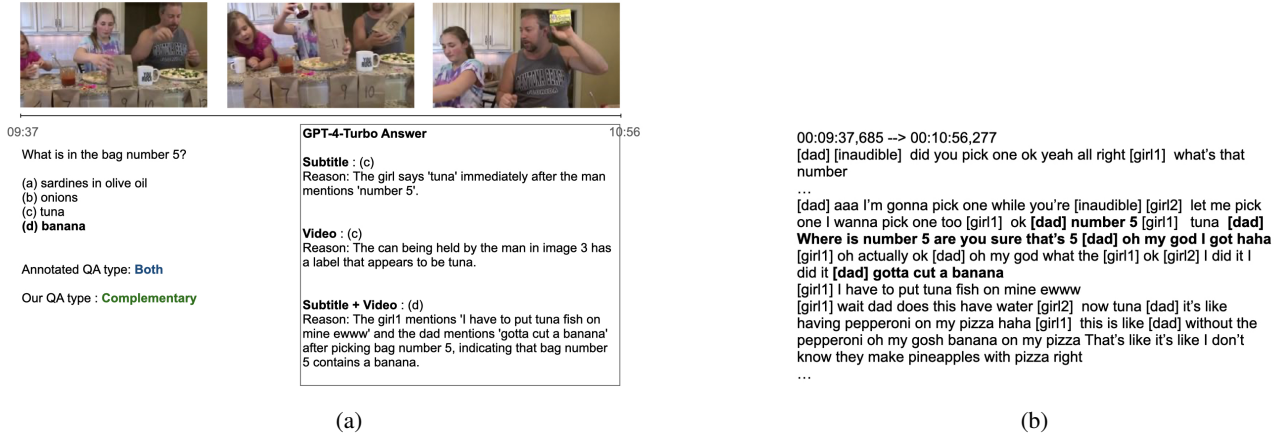 11
4 7 9 10 12
11
4 7 9 10
09:37
10:56
What is in the bag number 5?
(a) sardines in olive oil
(b) onions
(c) tuna
(d) banana
Annotated QA type: Both
Our QA type : Complementary
GPT-4-Turbo Answer
Subtitle : (c)
Reason: The girl says 'tuna' immediately after the man
mentions 'number 5'.
Video : (c)
Reason: The can being held by the man in image 3 has
a label that appears to be tuna.
Subtitle + Video : (d)
Reason: The girl1 mentions 'I have to put tuna fish on
mine ewww' and the dad mentions 'gotta cut a banana'
after picking bag number 5, indicating that bag number
5 contains a banana.
(a)
00:09:37,685 --> 00:10:56,277
[dad] [inaudible]  did you pick one ok yeah all right [girl1]  what's that
number
…
[dad] aaa I'm gonna pick one while you're [inaudible] [girl2]  let me pick
one I wanna pick one too [girl1]  ok [dad] number 5 [girl1]   tuna  [dad]
Where is number 5 are you sure that's 5 [dad] oh my god I got haha
[girl1] oh actually ok [dad] oh my god what the [girl1] ok [girl2] I did it I
did it [dad] gotta cut a banana
[girl1] I have to put tuna fish on mine ewww
[girl1] wait dad does this have water [girl2]  now tuna [dad] it's like
having pepperoni on my pizza haha [girl1]  this is like [dad] without the
pepperoni oh my gosh banana on my pizza That's like it's like I don't
know they make pineapples with pizza right
…
(b)